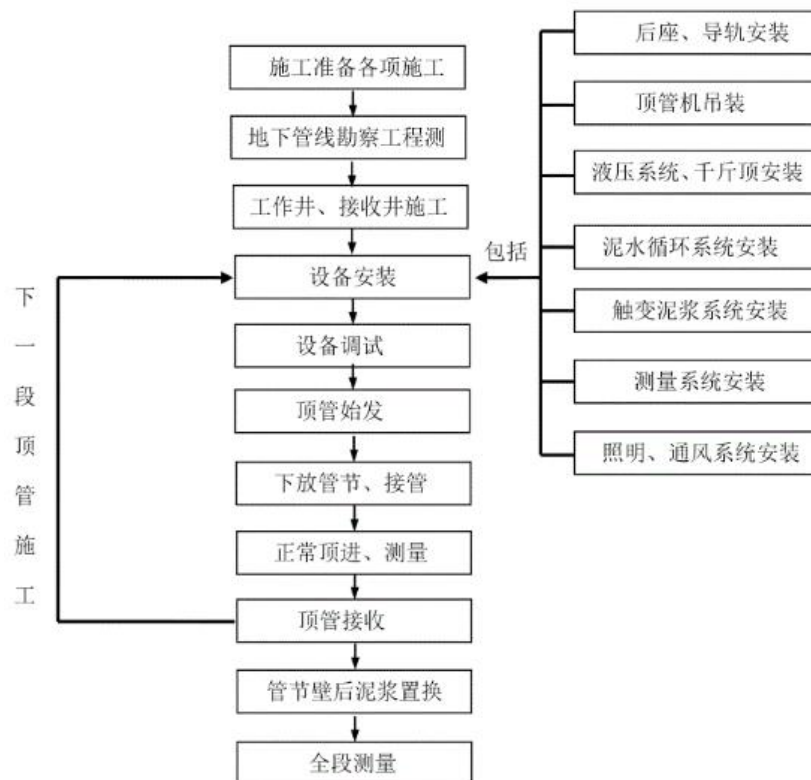 施工准备各项施工
地下管线勘察工程测
工作井、接收井施工
设备安装
设备调试
顶管始发
下放管节、接管
正常顶进、测量
顶管接收
管节壁后泥浆置换
全段测量
下一段顶管施工
包括
后座、导轨安装
顶管机吊装
液压系统、千斤顶安装
泥水循环系统安装
触变泥浆系统安装
测量系统安装
照明、通风系统安装